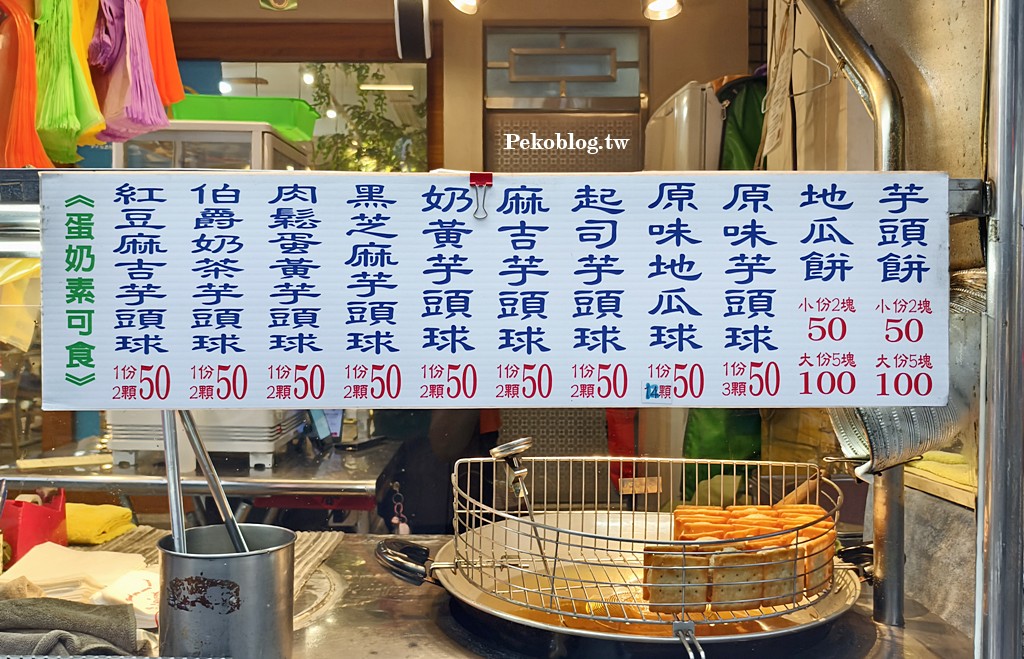 Pekoblog.tw
芋頭餅
小份2塊
50
大份5塊
100
地瓜餅
小份2塊
50
大份5塊
100
原味芋頭球
1份3顆50
原味地瓜球
1份14顆50
起司芋頭球
1份2顆50
麻吉芋頭球
1份2顆50
奶黃芋頭球
1份2顆50
黑芝麻芋頭球
1份2顆50
肉鬆蛋黃芋頭球
1份2顆50
伯爵奶茶芋頭球
1份2顆50
紅豆麻吉芋頭球
1份2顆50
《蛋奶素可食》